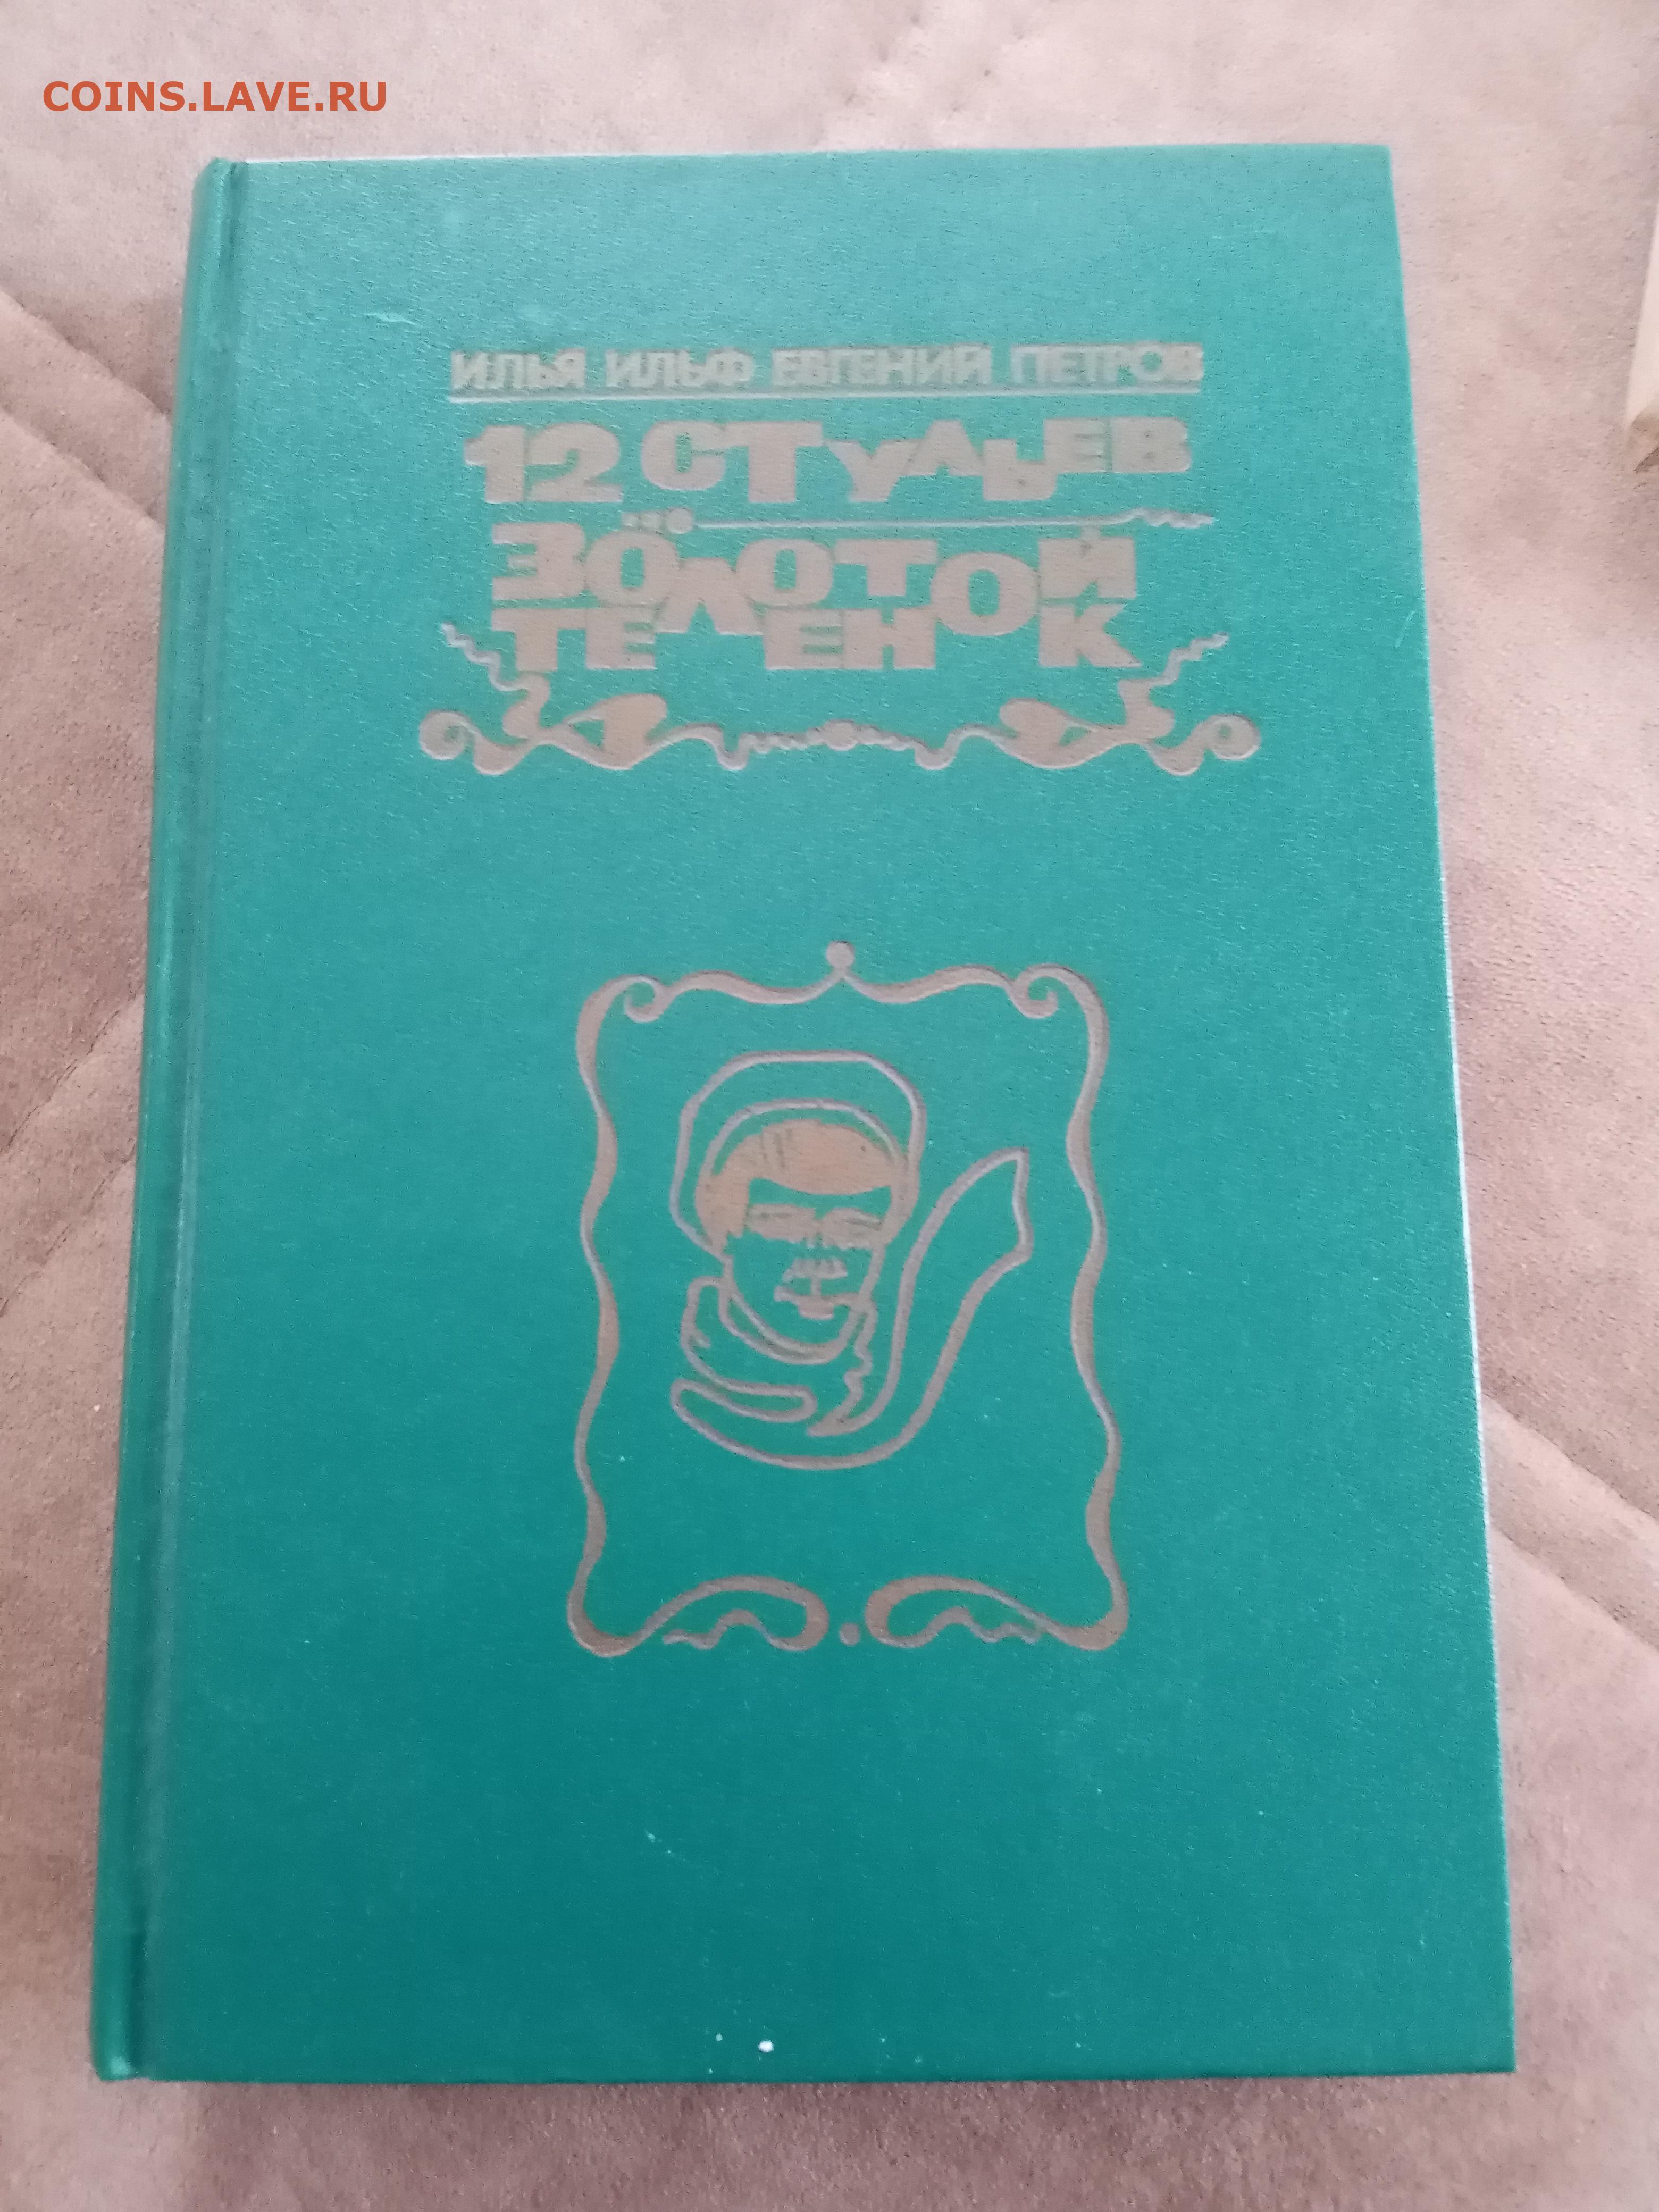 COINS.LAVE.RU
ИЛЬЯ ИЛЬФ ЕВГЕНИЙ ПЕТРОВ
12 СТУЛЬЕВ
ЗОЛОТОЙ
ТЕЛЕНОК